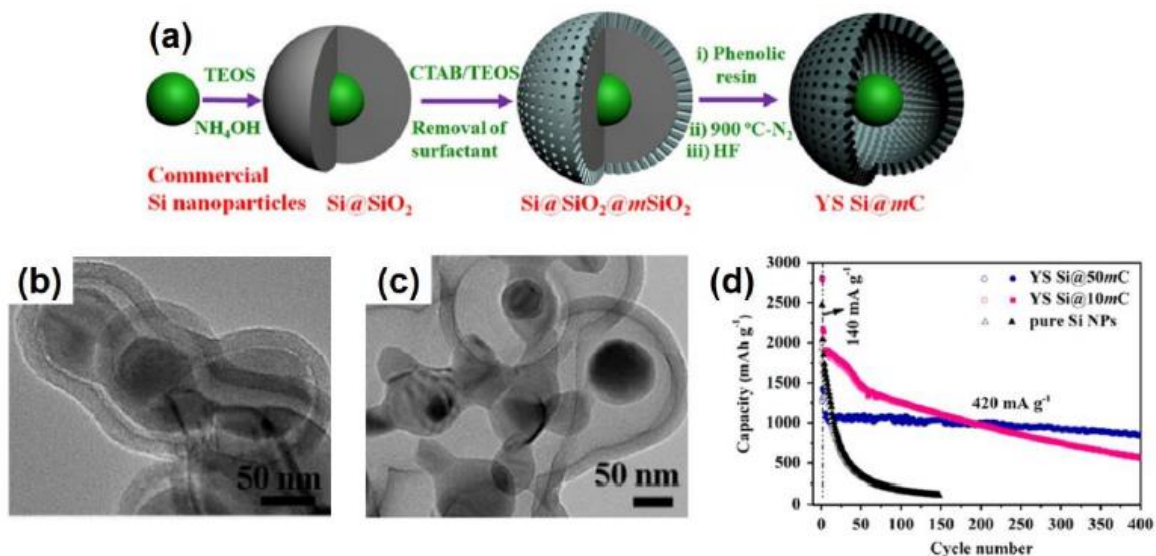 (a)
TEOS
NH₄OH
Commercial
Si nanoparticles
Si@SiO₂
CTAB/TEOS
Removal of
surfactant
Si@SiO₂@mSiO₂
i) Phenolic
resin
ii) 900 °C-N₂
iii) HF
YS Si@mC
(b)
50 nm
(c)
50 nm
(d)
Capacity (mAh g⁻¹)
3000
2500
2000
1500
1000
500
0
140 mA g⁻¹
YS Si@50mC
YS Si@10mC
pure Si NPs
420 mA g⁻¹
0 50 100 150 200 250 300 350 400
Cycle number